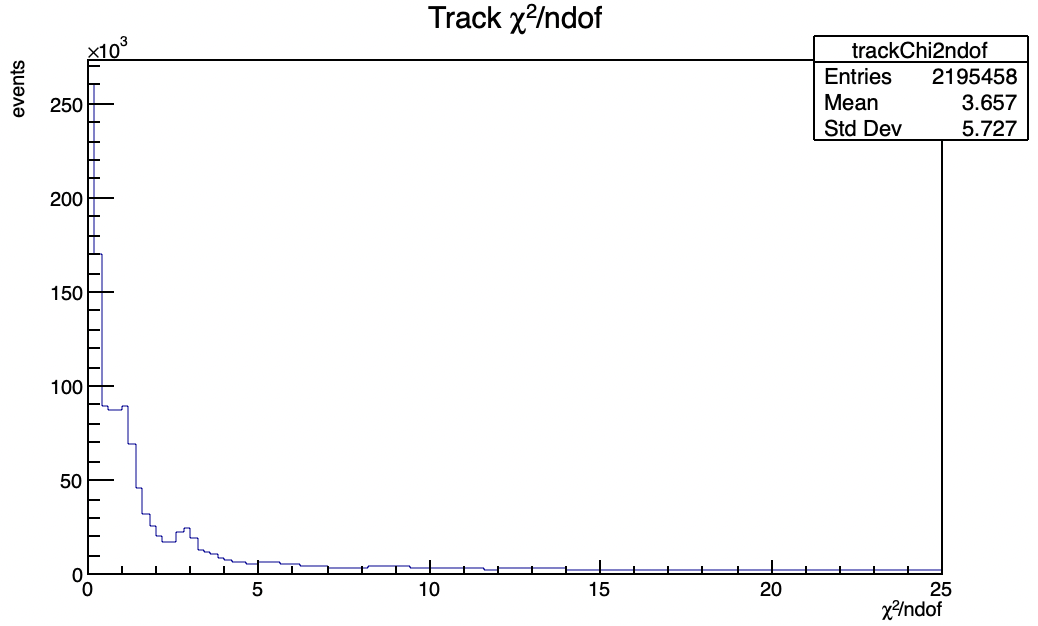 Track χ²/ndof
×10³
trackChi2ndof
Entries 2195458
Mean 3.657
Std Dev 5.727
events
250
200
150
100
50
0
0 5 10 15 20 25
χ²/ndof